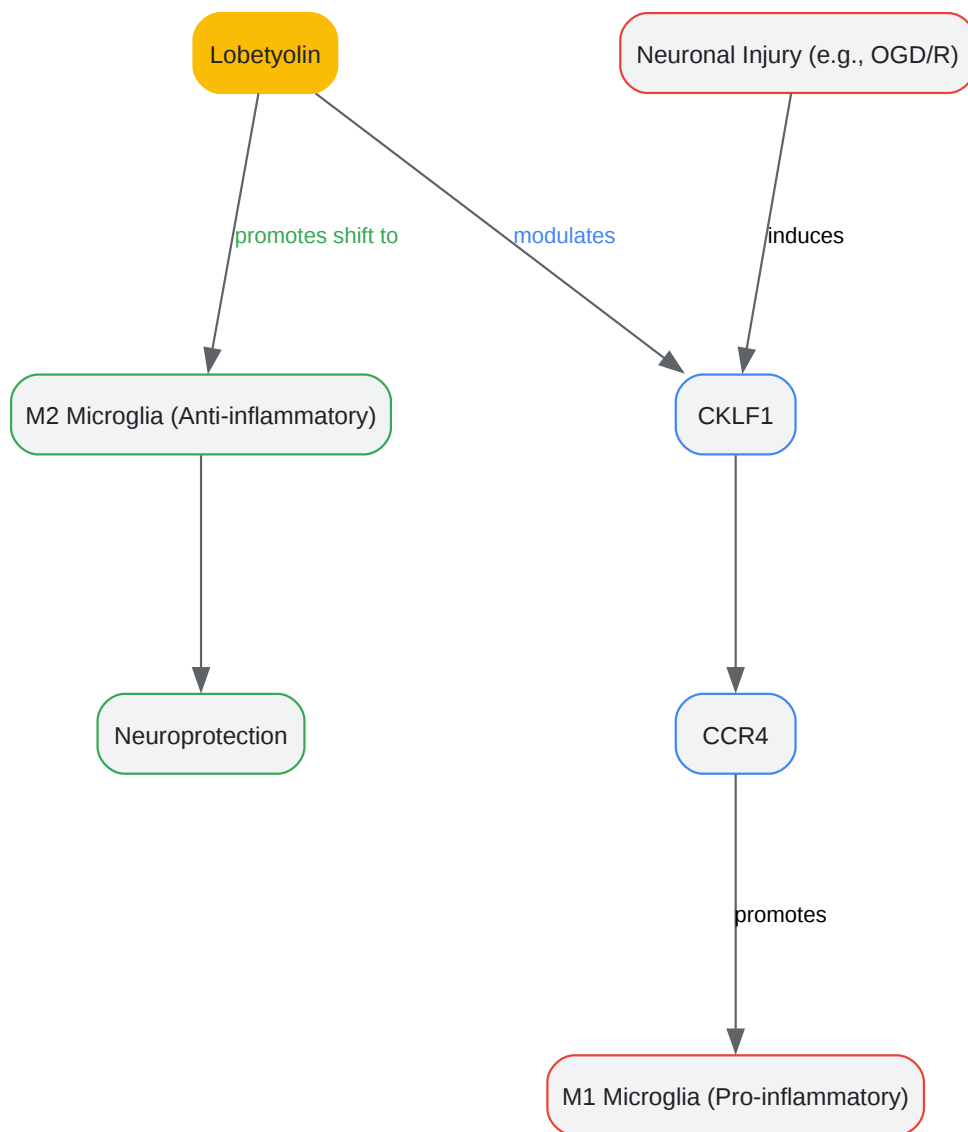 Lobetyolin
Neuronal Injury (e.g., OGD/R)
promotes shift to
modulates
induces
M2 Microglia (Anti-inflammatory)
CKLF1
Neuroprotection
CCR4
promotes
M1 Microglia (Pro-inflammatory)